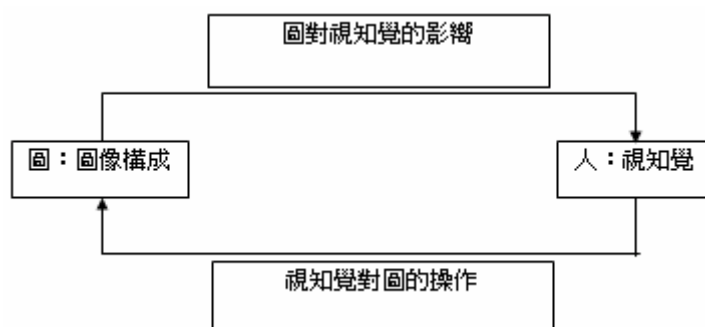 圖對視知覺的影嚮
圖：圖像構成
人：視知覺
視知覺對圖的操作